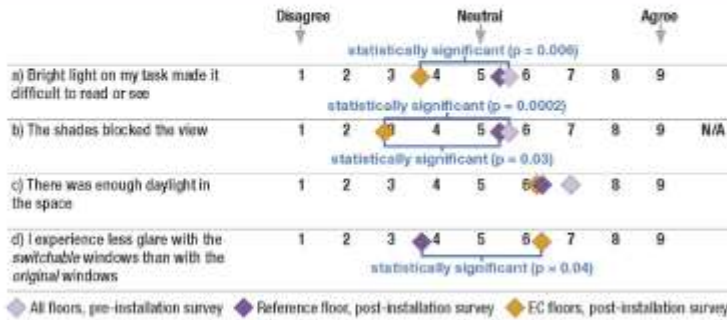 Disagree Neutral Agree
statistically significant (p = 0.006)
a) Bright light on my task made it 1 2 3 4 5 6 7 8 9
difficult to read or see
statistically significant (p = 0.0002)
b) The shades blocked the view 1 2 3 4 5 6 7 8 9 N/A
statistically significant (p = 0.03)
c) There was enough daylight in 1 2 3 4 5 6 7 8 9
the space
d) I experience less glare with the 1 2 3 4 5 6 7 8 9
switchable windows than with the
original windows
statistically significant (p = 0.04)
All floors, pre-installation survey Reference floor, post-installation survey EC floors, post-installation survey